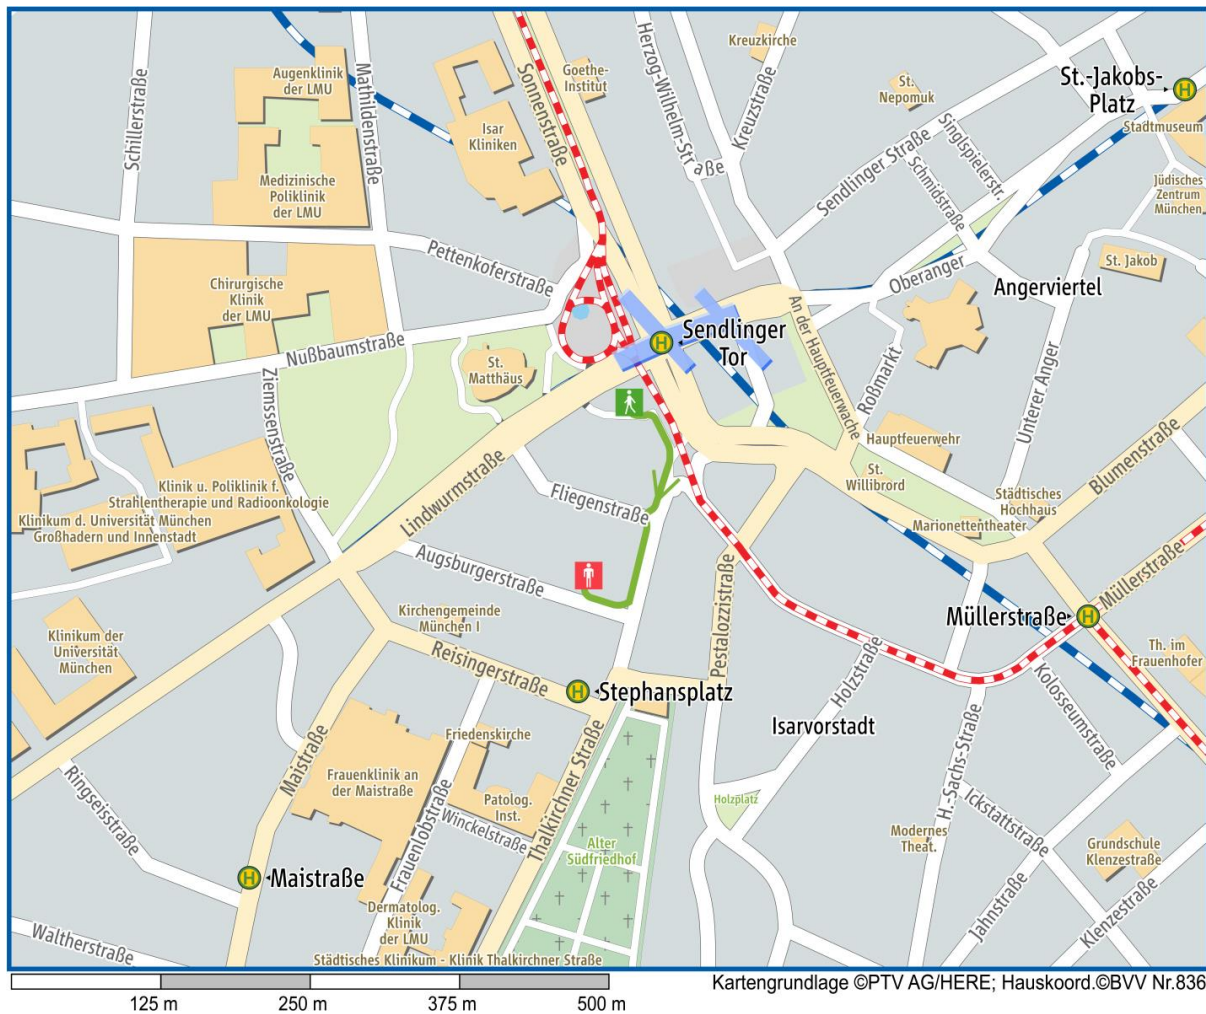 Kreuzkirche
Goethe-
Institut
Augenklinik
der LMU
St.-Jakobs-
Platz
H
St.
Nepomuk
Stadtmuseum
Schillerstraße
Mathildenstraße
Sonnenstraße
Herzog-Wilhelm-Straße
Kreuzstraße
Isar
Kliniken
Singlspielerstr.
Sendlinger Straße
Schmidstraße
Medizinische
Poliklinik
der LMU
Jüdisches
Zentrum
München
Pettenkoferstraße
St. Jakob
Oberanger
Angerviertel
Chirurgische
Klinik
der LMU
Nußbaumstraße
Sendlinger
Tor
H
An der Hauptfeuerwache
St.
Matthäus
Roßmarkt
Unterer Anger
Ziemssenstraße
Hauptfeuerwehr
Blumenstraße
St.
Willibrord
Klinik u. Poliklinik f.
Strahlentherapie und Radioonkologie
Lindwurmstraße
Fliegenstraße
Städtisches
Hochhaus
Klinikum d. Universität München
Großhadern und Innenstadt
Marionettentheater
Augsburgerstraße
Müllerstraße
Kirchengemeinde
München I
Pestalozzistraße
Müllerstraße
H
Klinikum der
Universität
München
Th. im
Frauenhofer
Reisingerstraße
Holzstraße
Kolosseumstraße
H
Stephansplatz
Isarvorstadt
Friedenskirche
H.-Sachs-Straße
Maistraße
Frauenklinik an
der Maistraße
Thalkirchner Straße
Ringseisstraße
Patolog.
Inst.
Holzplatz
Ickstattstraße
Frauenlobstraße
Winckelstraße
Modernes
Theat.
Grundschule
Klenzestraße
Alter
Südfriedhof
H
Maistraße
Jahnstraße
Klenzestraße
Dermatolog.
Klinik
der LMU
Waltherstraße
Städtisches Klinikum - Klinik Thalkirchner Straße
Kartengrundlage ©PTV AG/HERE; Hauskoord.©BVV Nr.836
125 m
250 m
375 m
500 m